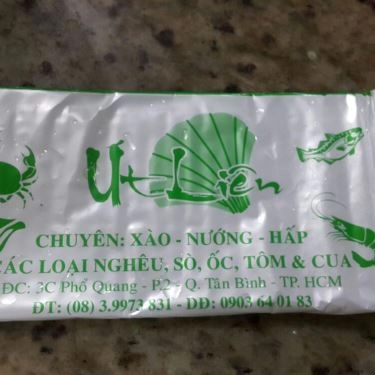 Út Liên
CHUYÊN: XÀO - NƯỚNG - HẤP
CÁC LOẠI NGHÊU, SÒ, ỐC, TÔM & CUA
ĐC: 3C Phổ Quang - P.2 - Q. Tân Bình - TP. HCM
ĐT: (08) 3.9973 831 - DĐ: 0903 64 01 83